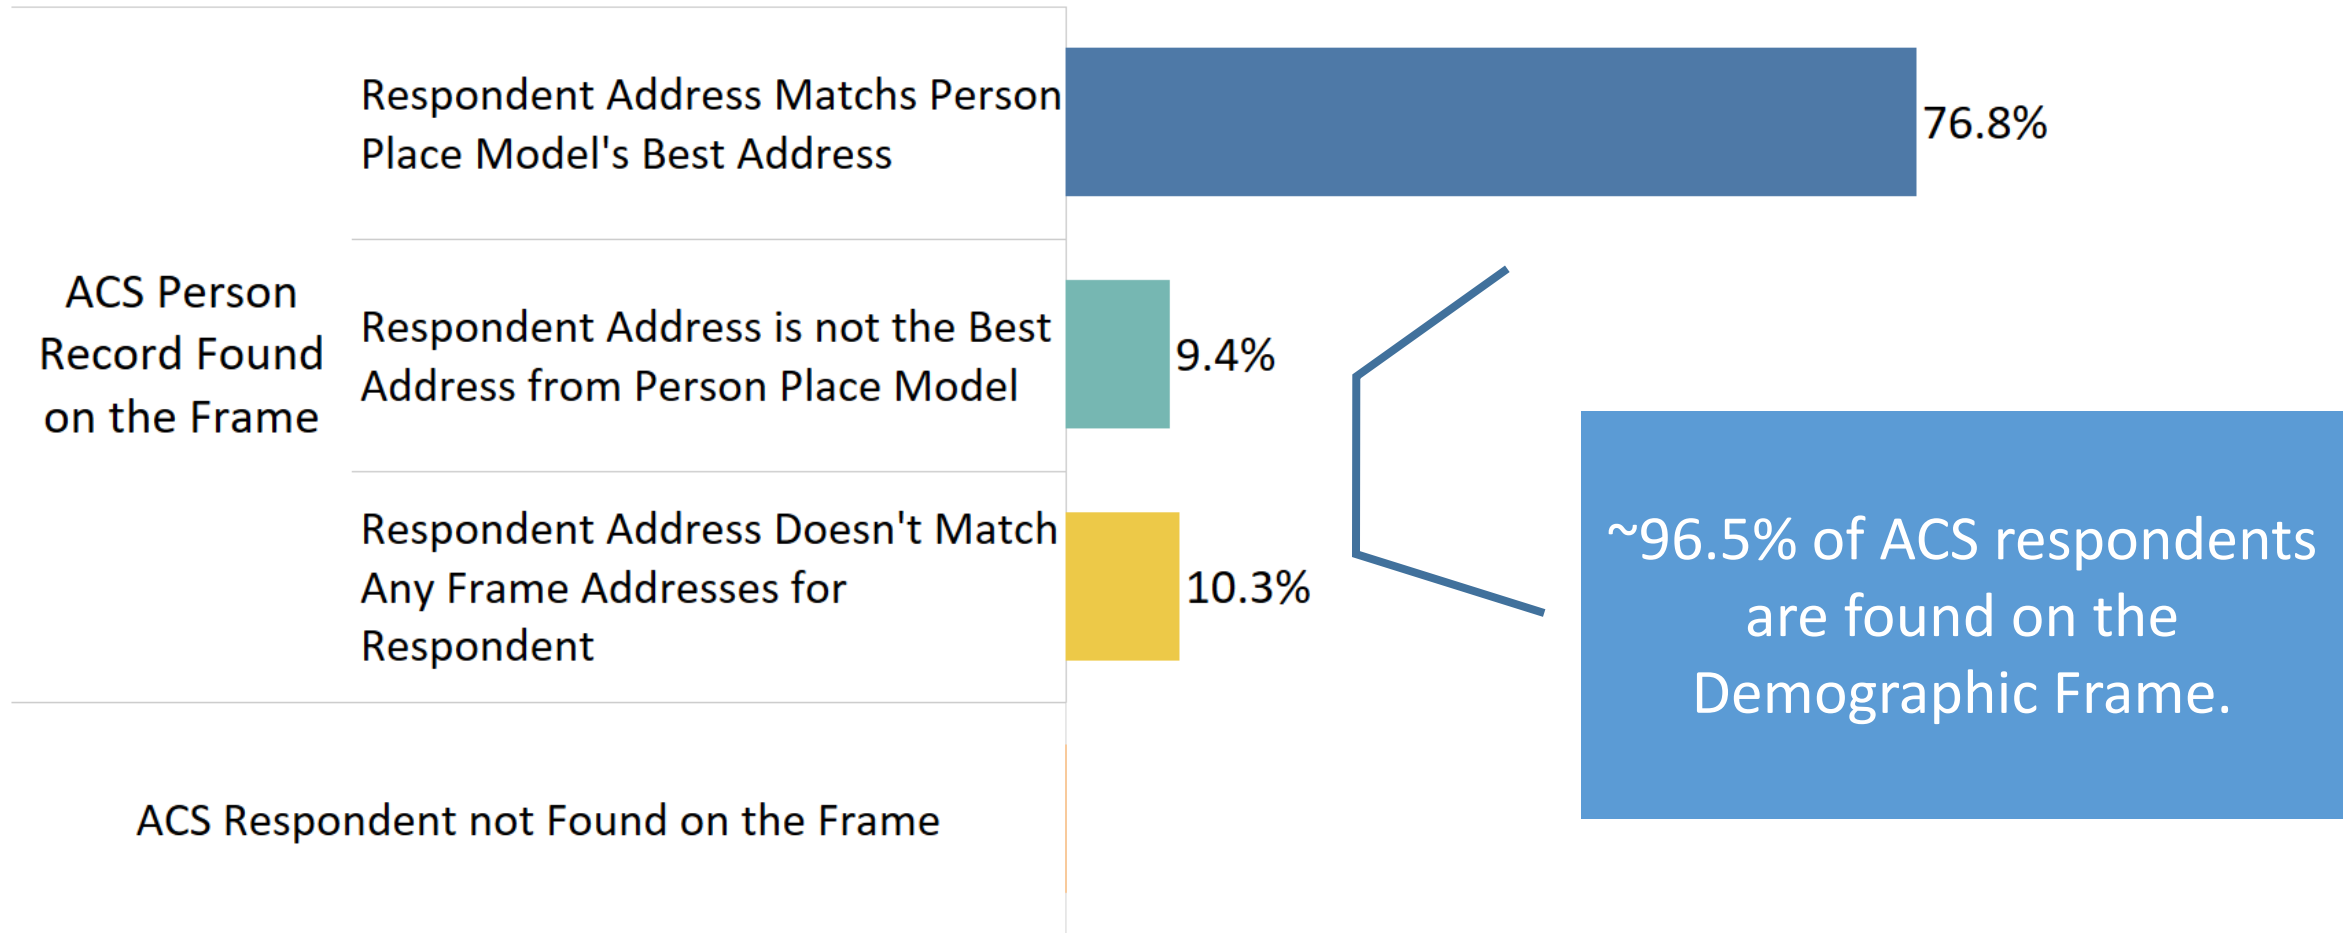 Respondent Address Matchs Person
Place Model's Best Address
76.8%
ACS Person
Record Found
on the Frame
Respondent Address is not the Best
Address from Person Place Model
9.4%
Respondent Address Doesn't Match
Any Frame Addresses for
Respondent
10.3%
~96.5% of ACS respondents
are found on the
Demographic Frame.
ACS Respondent not Found on the Frame